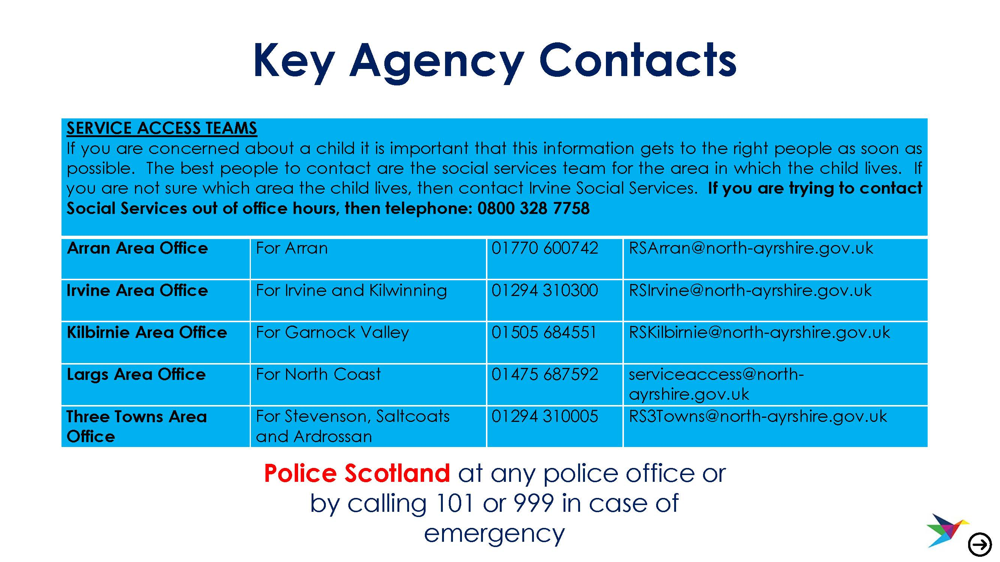 Key Agency Contacts
SERVICE ACCESS TEAMS
If you are concerned about a child it is important that this information gets to the right people as soon as
possible. The best people to contact are the social services team for the area in which the child lives. If
you are not sure which area the child lives, then contact Irvine Social Services. If you are trying to contact
Social Services out of office hours, then telephone: 0800 328 7758
Arran Area Office For Arran 01770 600742 RSArran@north-ayrshire.gov.uk
Irvine Area Office For Irvine and Kilwinning 01294 310300 RSIrvine@north-ayrshire.gov.uk
Kilbirnie Area Office For Garnock Valley 01505 684551 RSKilbirnie@north-ayrshire.gov.uk
Largs Area Office For North Coast 01475 687592 serviceaccess@north-
ayrshire.gov.uk
Three Towns Area For Stevenson, Saltcoats 01294 310005 RS3Towns@north-ayrshire.gov.uk
Office and Ardrossan
Police Scotland at any police office or
by calling 101 or 999 in case of
emergency